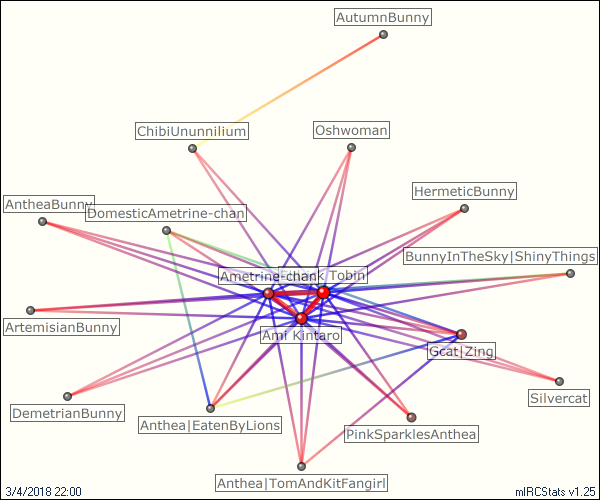 AutumnBunny
ChibiUnunnilium
Oshwoman
HermeticBunny
AntheaBunny
DomesticAmetrine-chan
BunnyInTheSky|ShinyThings
Ametrine-chan
Tobin
ArtemisianBunny
Ami Kintaro
Gcat|Zing
Silvercat
DemetrianBunny
Anthea|EatenByLions
PinkSparklesAnthea
Anthea|TomAndKitFangirl
3/4/2018 22:00
mIRCStats v1.25